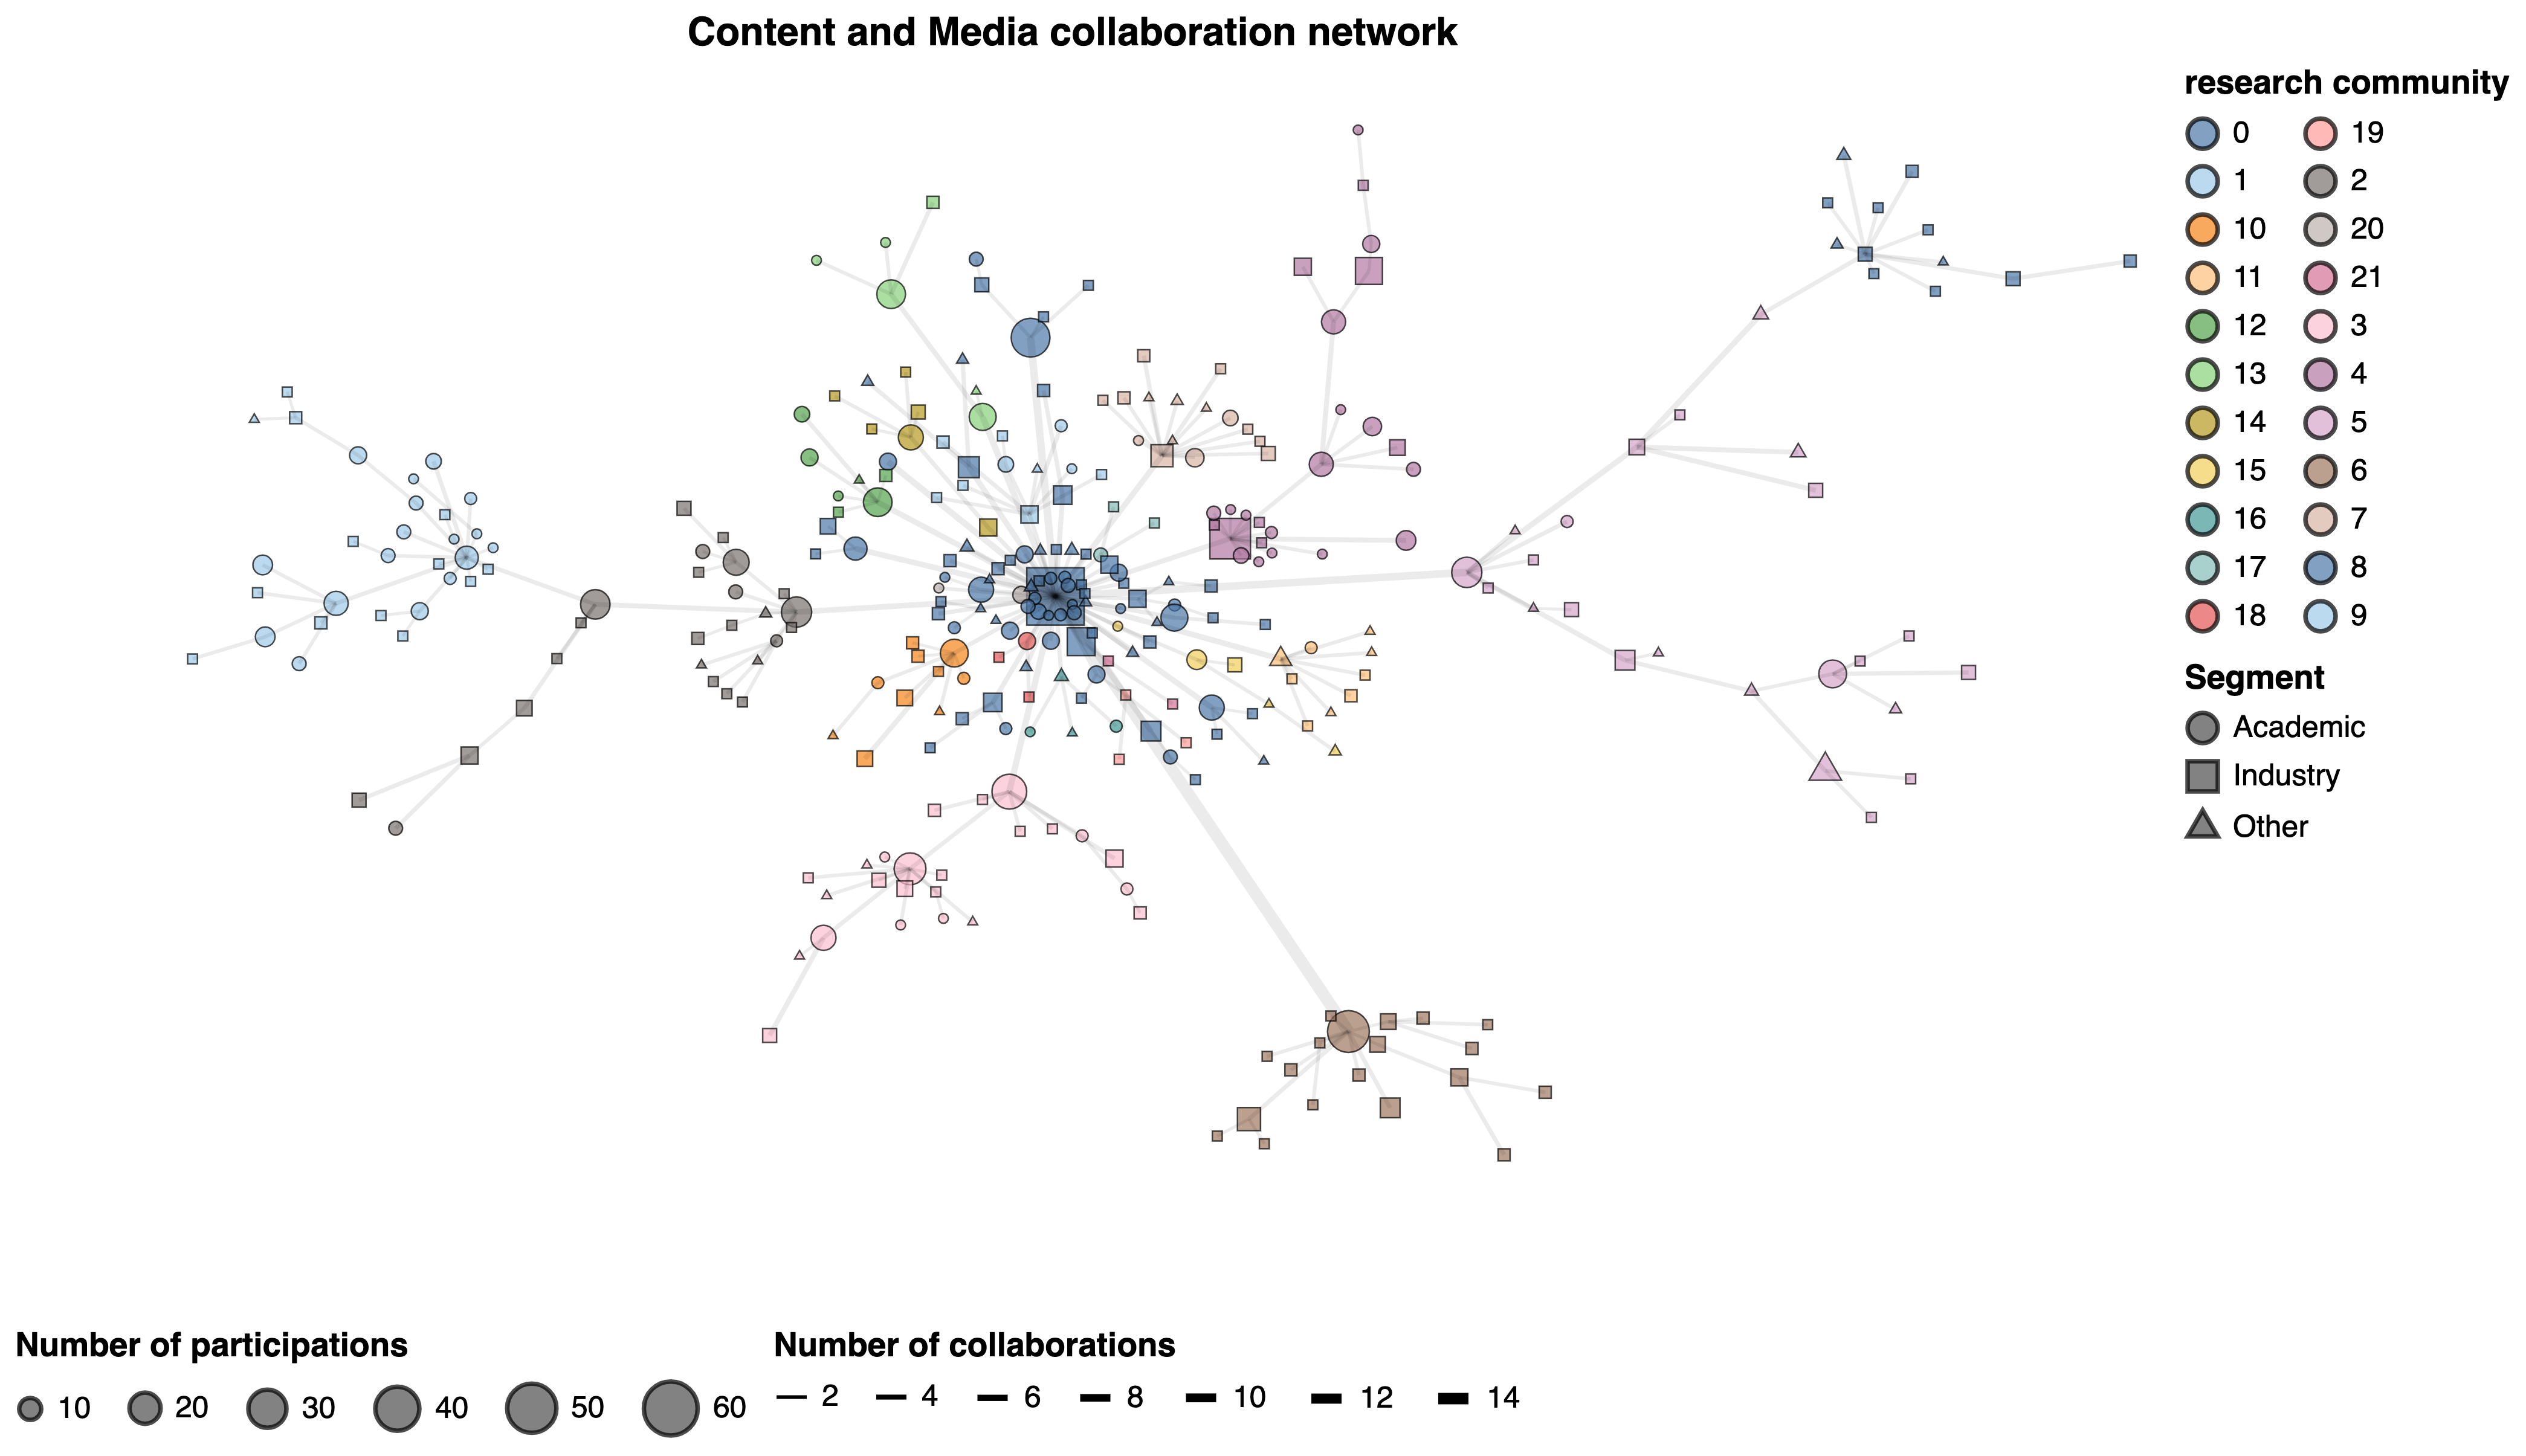 Content and Media collaboration network
research community
0 19
1 2
10 20
11 21
12 3
13 4
14 5
15 6
16 7
17 8
18 9
Segment
Academic
Industry
Other
Number of participations
10 20 30 40 50 60
Number of collaborations
2 4 6 8 10 12 14